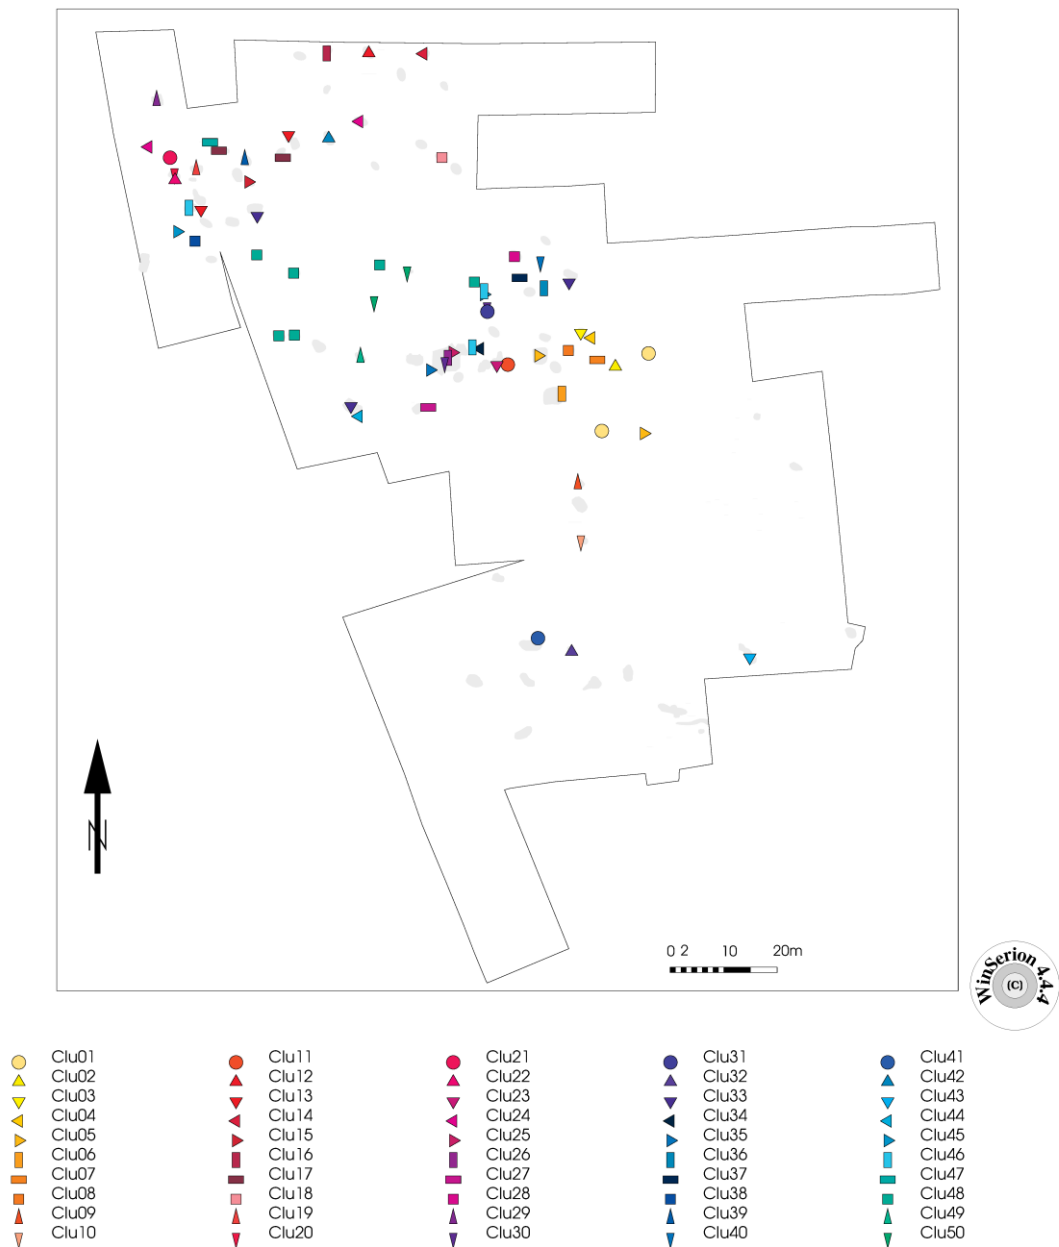 N
0 2 10 20m
WinSerion 4.4.4
(C)
Clu01 Clu11 Clu21 Clu31 Clu41
Clu02 Clu12 Clu22 Clu32 Clu42
Clu03 Clu13 Clu23 Clu33 Clu43
Clu04 Clu14 Clu24 Clu34 Clu44
Clu05 Clu15 Clu25 Clu35 Clu45
Clu06 Clu16 Clu26 Clu36 Clu46
Clu07 Clu17 Clu27 Clu37 Clu47
Clu08 Clu18 Clu28 Clu38 Clu48
Clu09 Clu19 Clu29 Clu39 Clu49
Clu10 Clu20 Clu30 Clu40 Clu50